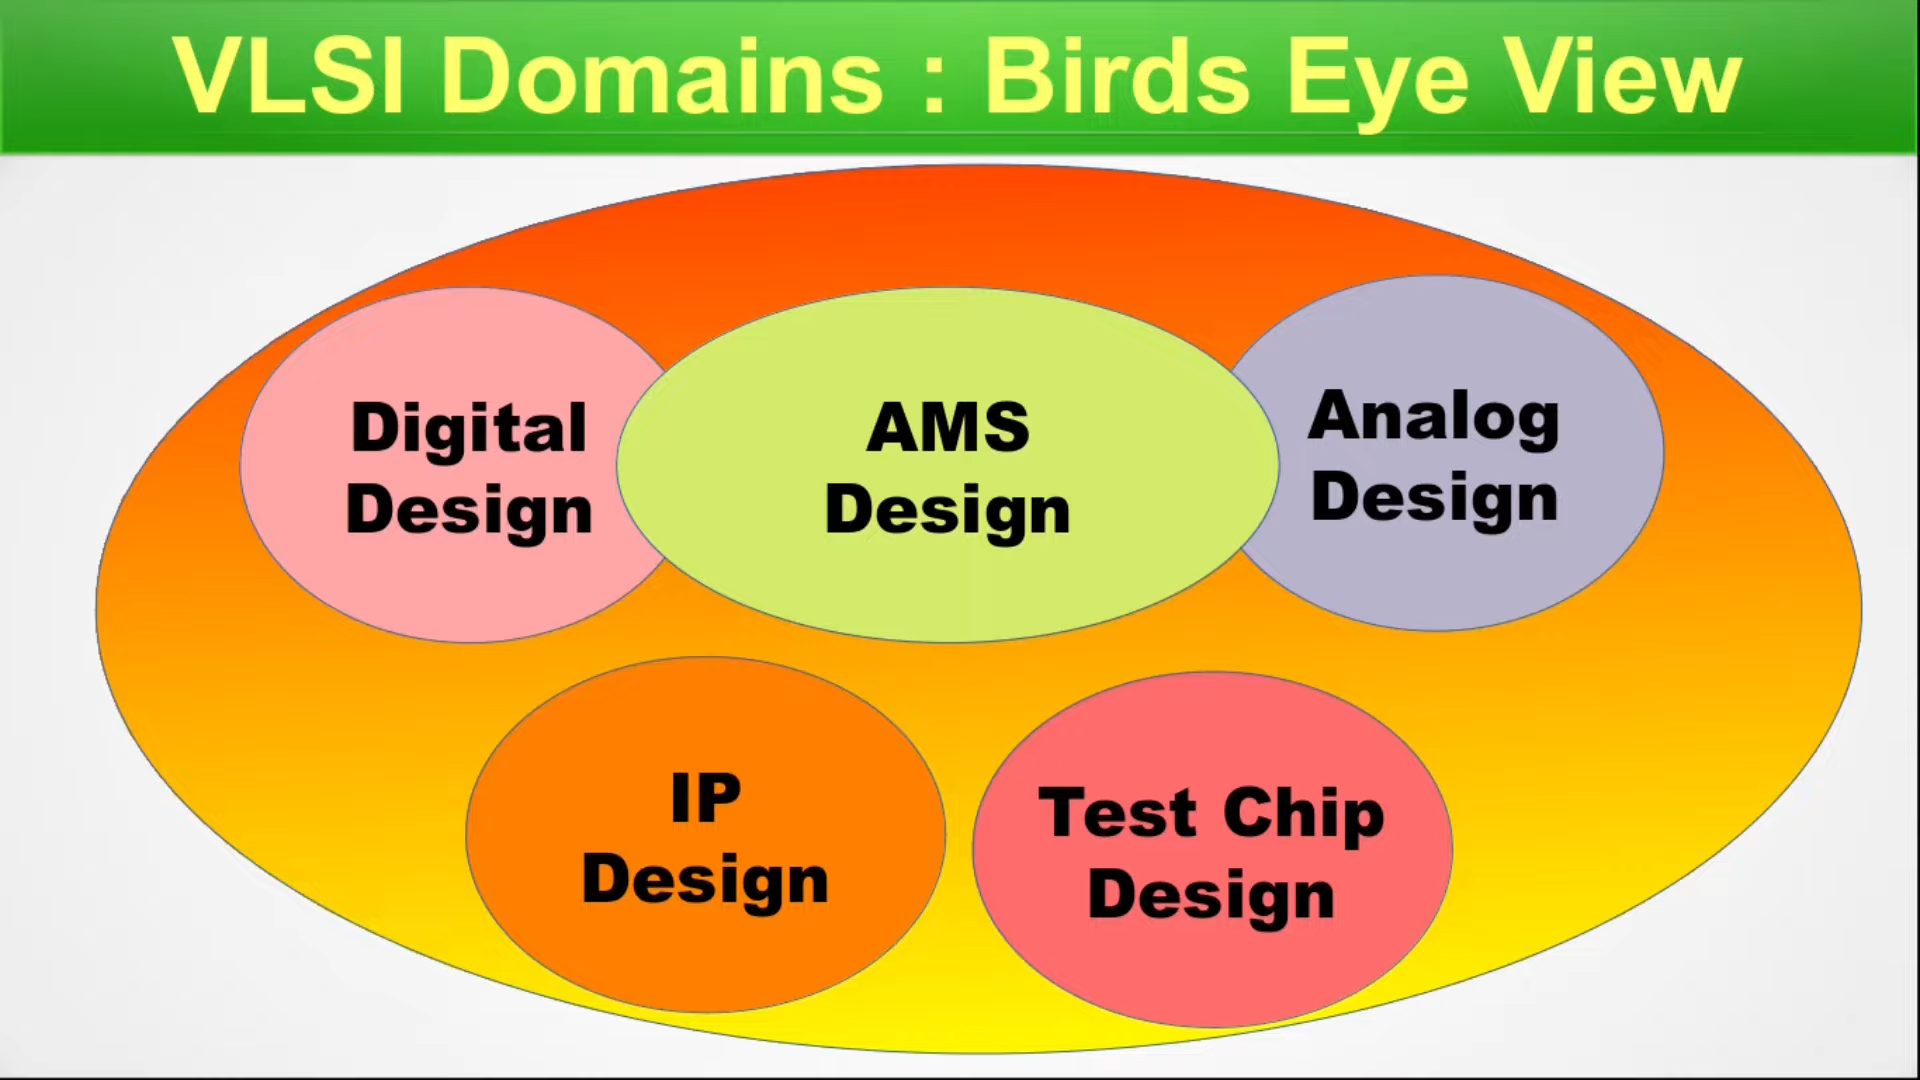 VLSI Domains : Birds Eye View
Digital
Design
AMS
Design
Analog
Design
IP
Design
Test Chip
Design